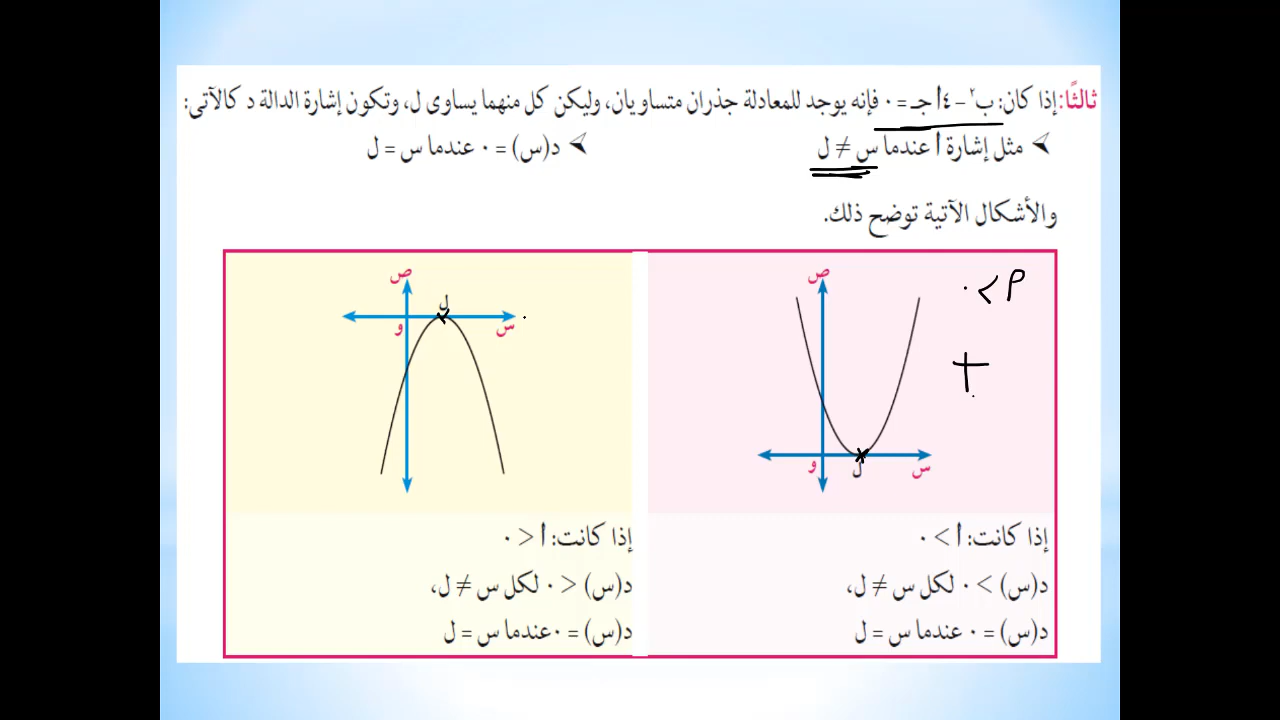 ثالثًا: إذا كان: ب٢ – ٤أ جـ = ٠ فإنه يوجد للمعادلة جذران متساويان، وليكن كل منهما يساوى ل، وتكون إشارة الدالة د كالآتى:
➤ مثل إشارة أ عندما س ≠ ل
➤ د(س) = ٠ عندما س = ل
والأشكال الآتية توضح ذلك.
ص
ل
س
و
ص
و
ل
س
أ > ٠
+
إذا كانت: أ > ٠
د(س) > ٠ لكل س ≠ ل،
د(س) = ٠ عندما س = ل
إذا كانت: أ < ٠
د(س) < ٠ لكل س ≠ ل،
د(س) = ٠ عندما س = ل